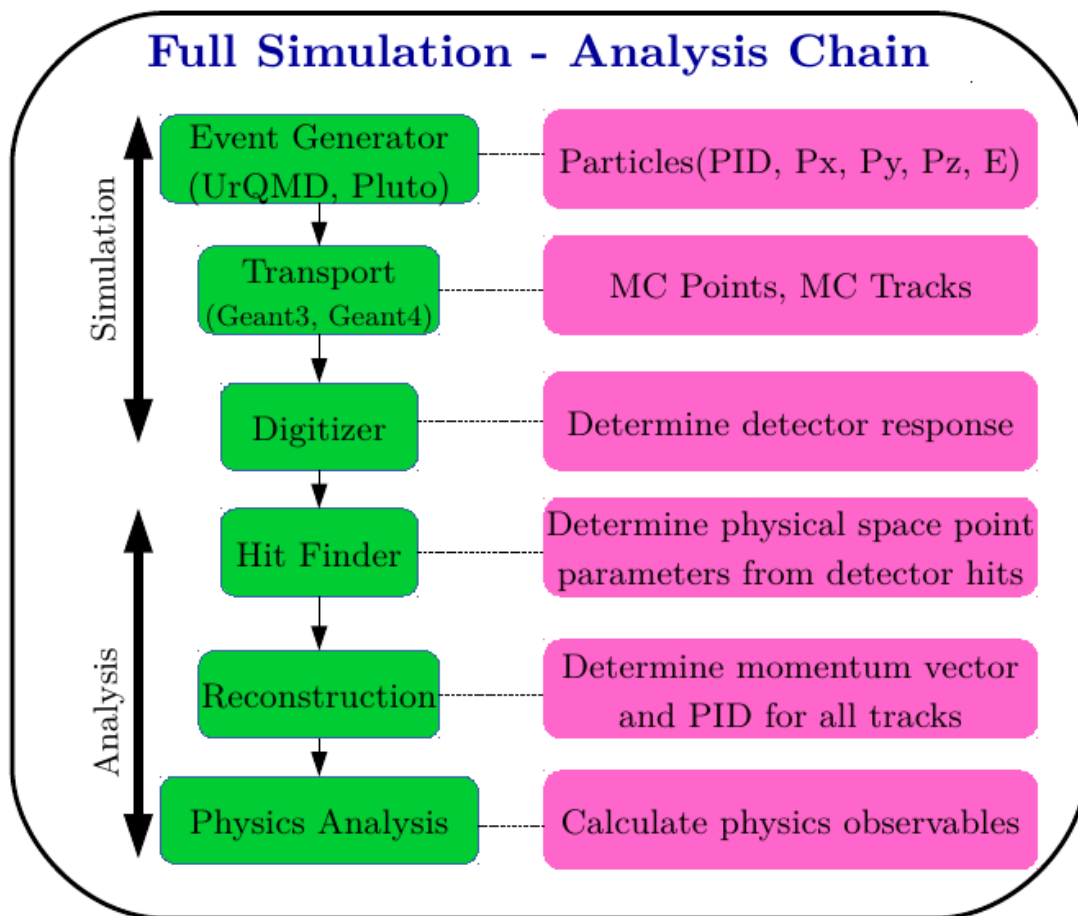 Full Simulation - Analysis Chain
Simulation
Event Generator
(UrQMD, Pluto)
Particles(PID, Px, Py, Pz, E)
Transport
(Geant3, Geant4)
MC Points, MC Tracks
Digitizer
Determine detector response
Analysis
Hit Finder
Determine physical space point
parameters from detector hits
Reconstruction
Determine momentum vector
and PID for all tracks
Physics Analysis
Calculate physics observables